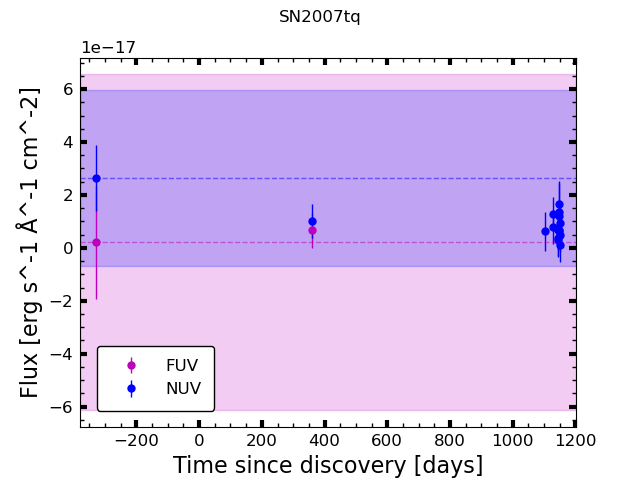 SN2007tq
1e−17
6
4
2
0
−2
−4
−6
Flux [erg s^-1 Å^-1 cm^-2]
FUV
NUV
−200 0 200 400 600 800 1000 1200
Time since discovery [days]